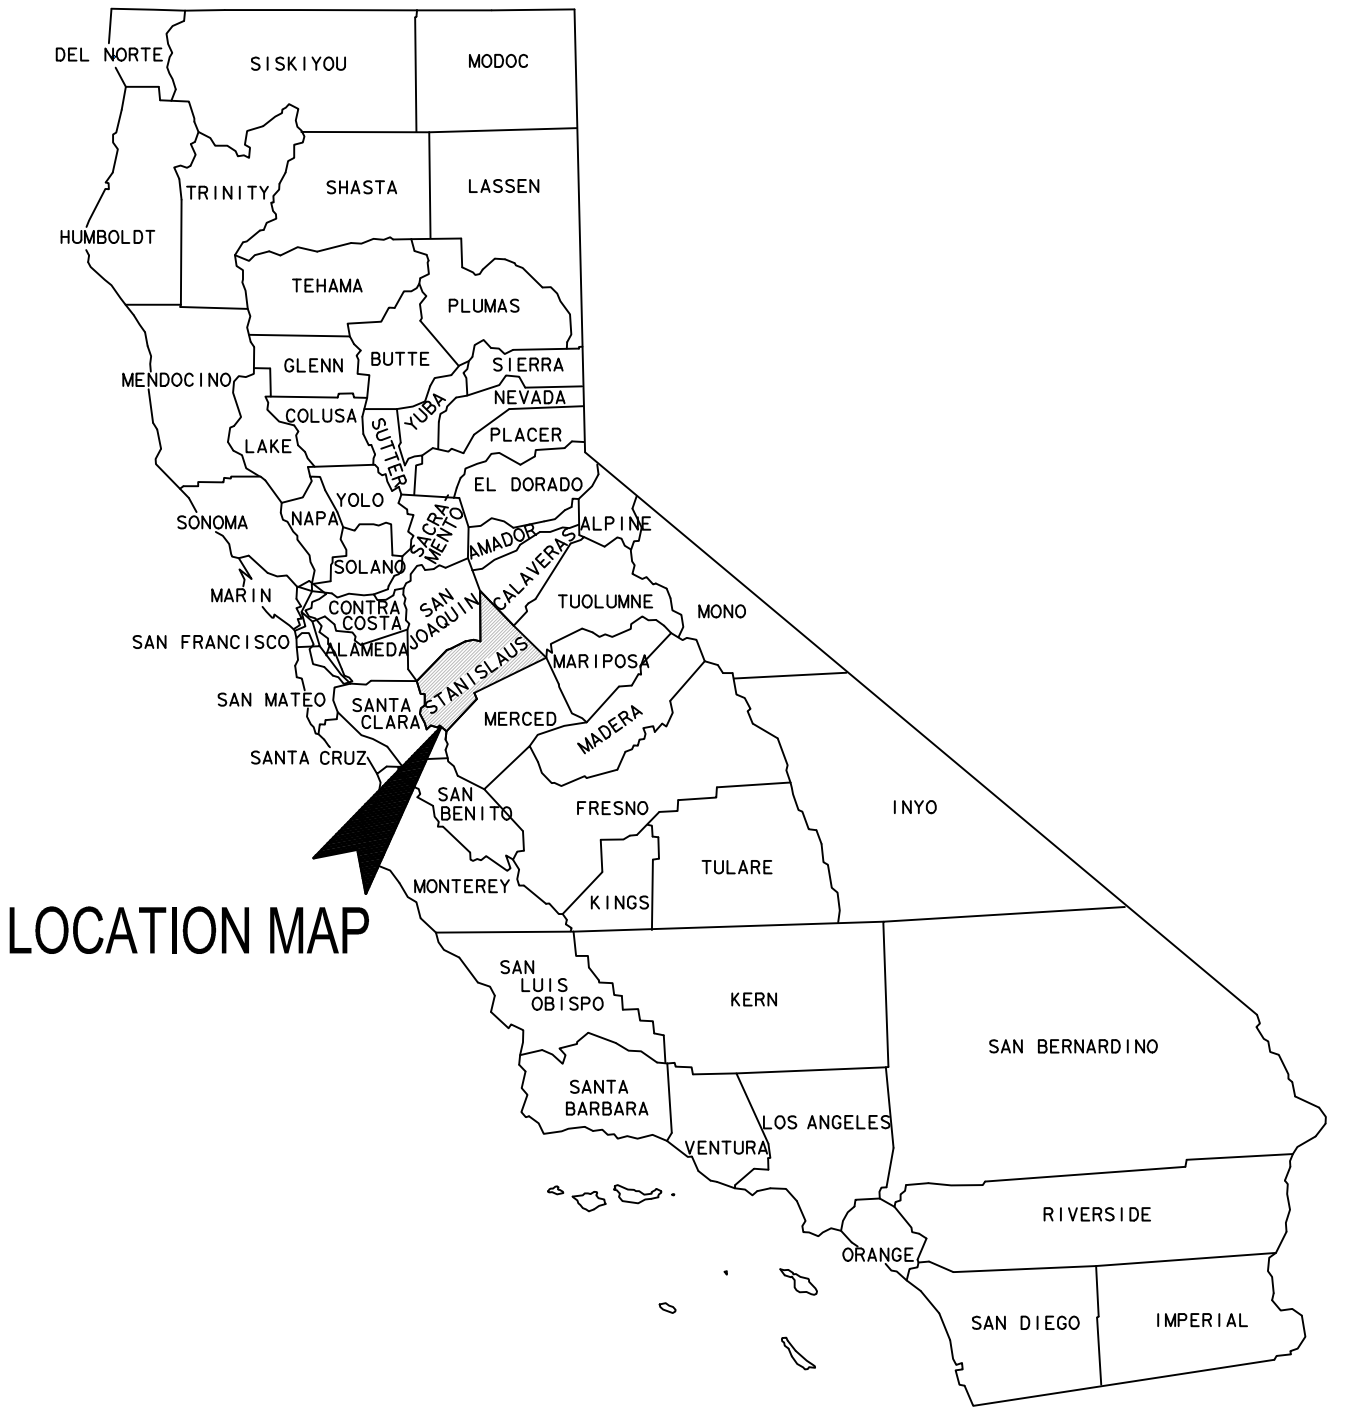 DEL NORTE
SISKIYOU
MODOC
TRINITY
SHASTA
LASSEN
HUMBOLDT
TEHAMA
PLUMAS
GLENN
BUTTE
SIERRA
MENDOCINO
NEVADA
COLUSA
YUBA
SUTTER
PLACER
LAKE
EL DORADO
YOLO
NAPA
SONOMA
SACRA-
MENTO
ALPINE
AMADOR
SOLANO
CALAVERAS
MARIN
CONTRA
COSTA
SAN
JOAQUIN
TUOLUMNE
MONO
SAN FRANCISCO
ALAMEDA
STANISLAUS
MARIPOSA
SAN MATEO
SANTA
CLARA
MERCED
MADERA
SANTA CRUZ
SAN
BENITO
FRESNO
INYO
TULARE
MONTEREY
KINGS
LOCATION MAP
SAN
LUIS
OBISPO
KERN
SAN BERNARDINO
SANTA
BARBARA
LOS ANGELES
VENTURA
RIVERSIDE
ORANGE
SAN DIEGO
IMPERIAL